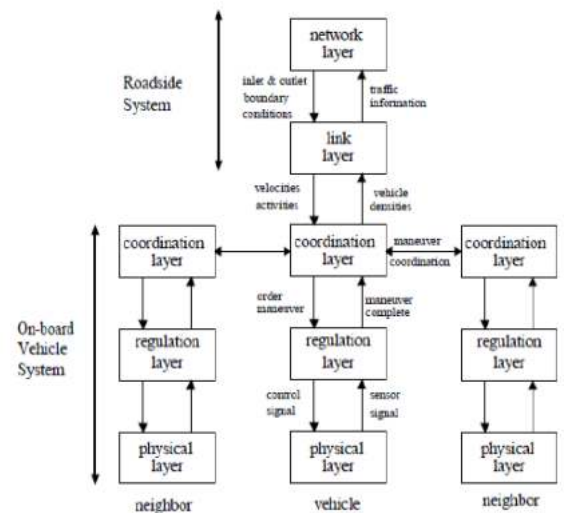 network
layer
Roadside
System
inlet & outlet
boundary
conditions
traffic
information
link
layer
velocities
activities
vehicle
densities
coordination
layer
coordination
layer
maneuver
coordination
coordination
layer
On-board
Vehicle
System
order
maneuver
maneuver
complete
regulation
layer
regulation
layer
regulation
layer
control
signal
sensor
signal
physical
layer
physical
layer
physical
layer
neighbor
vehicle
neighbor